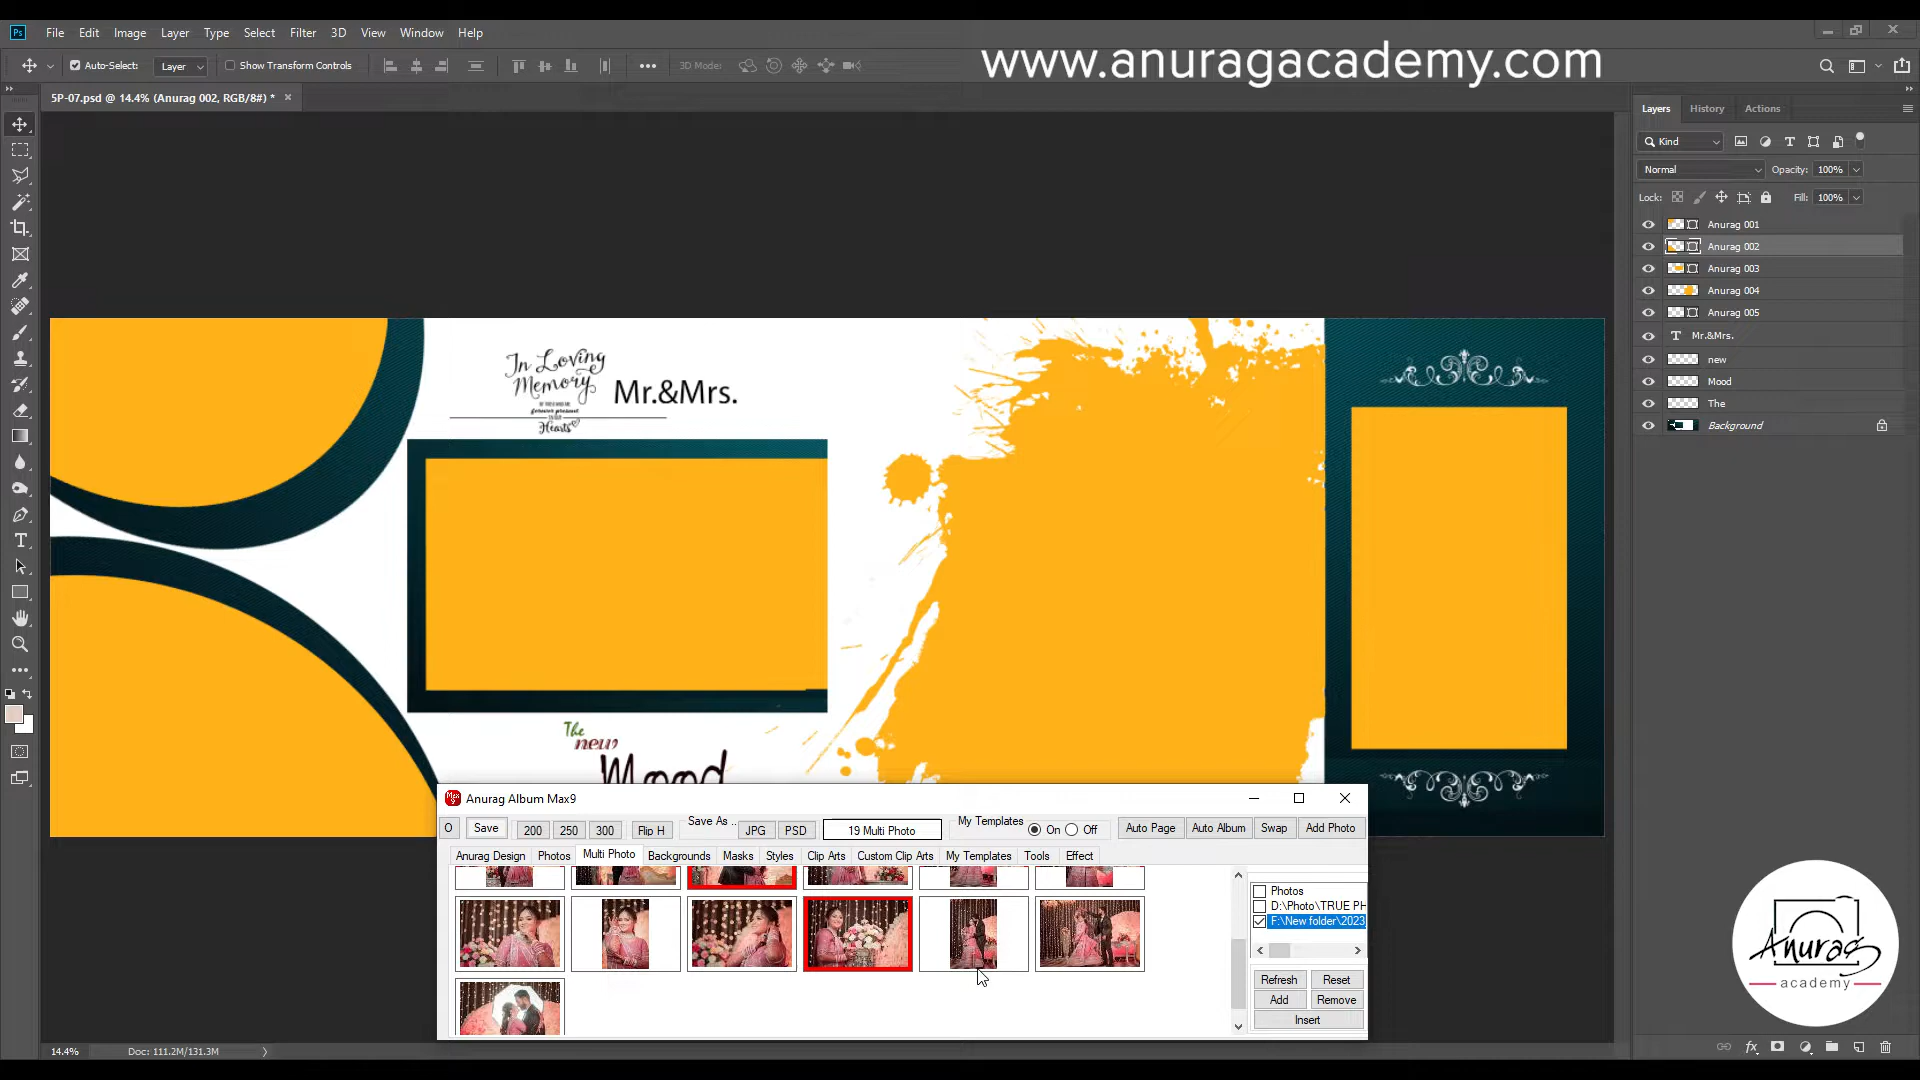 Ps File Edit Image Layer Type Select Filter 3D View Window Help
Auto-Select: Layer Show Transform Controls 3D Mode:
www.anuragacademy.com
5P-07.psd @ 14.4% (Anurag 002, RGB/8#) *
Layers History Actions
Kind
Normal Opacity: 100%
Lock: Fill: 100%
Anurag 001
Anurag 002
Anurag 003
Anurag 004
Anurag 005
Mr.&Mrs.
new
Mood
The
Background
In Loving
Memory
forever present
Hearts
Mr.&Mrs.
The
new
Mood
Anurag Album Max9
O Save 200 250 300 Flip H Save As .. JPG PSD 19 Multi Photo My Templates On Off Auto Page Auto Album Swap Add Photo
Anurag Design Photos Multi Photo Backgrounds Masks Styles Clip Arts Custom Clip Arts My Templates Tools Effect
Photos
D:\Photo\TRUE PH
F:\New folder\2023
Refresh Reset
Add Remove
Insert
Anurag
academy
14.4% Doc: 111.2M/131.3M